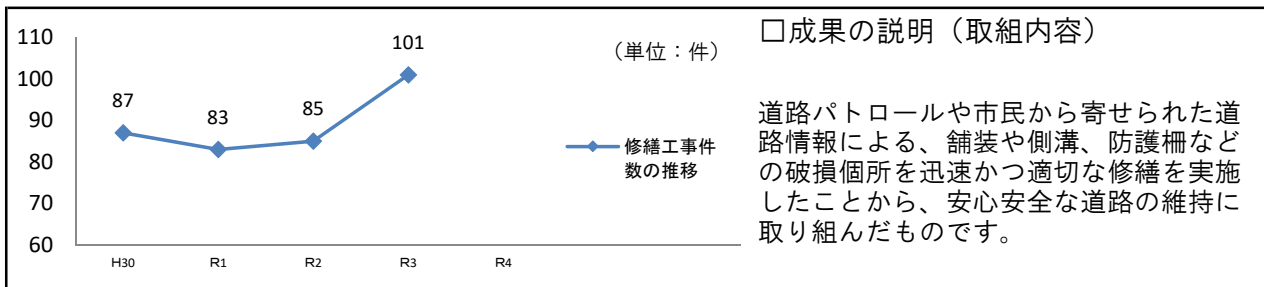 110
100
90
80
70
60
87
83
85
101
（単位：件）
修繕工事件
数の推移
H30
R1
R2
R3
R4
□成果の説明（取組内容）
道路パトロールや市民から寄せられた道
路情報による、舗装や側溝、防護柵など
の破損個所を迅速かつ適切な修繕を実施
したことから、安心安全な道路の維持に
取り組んだものです。